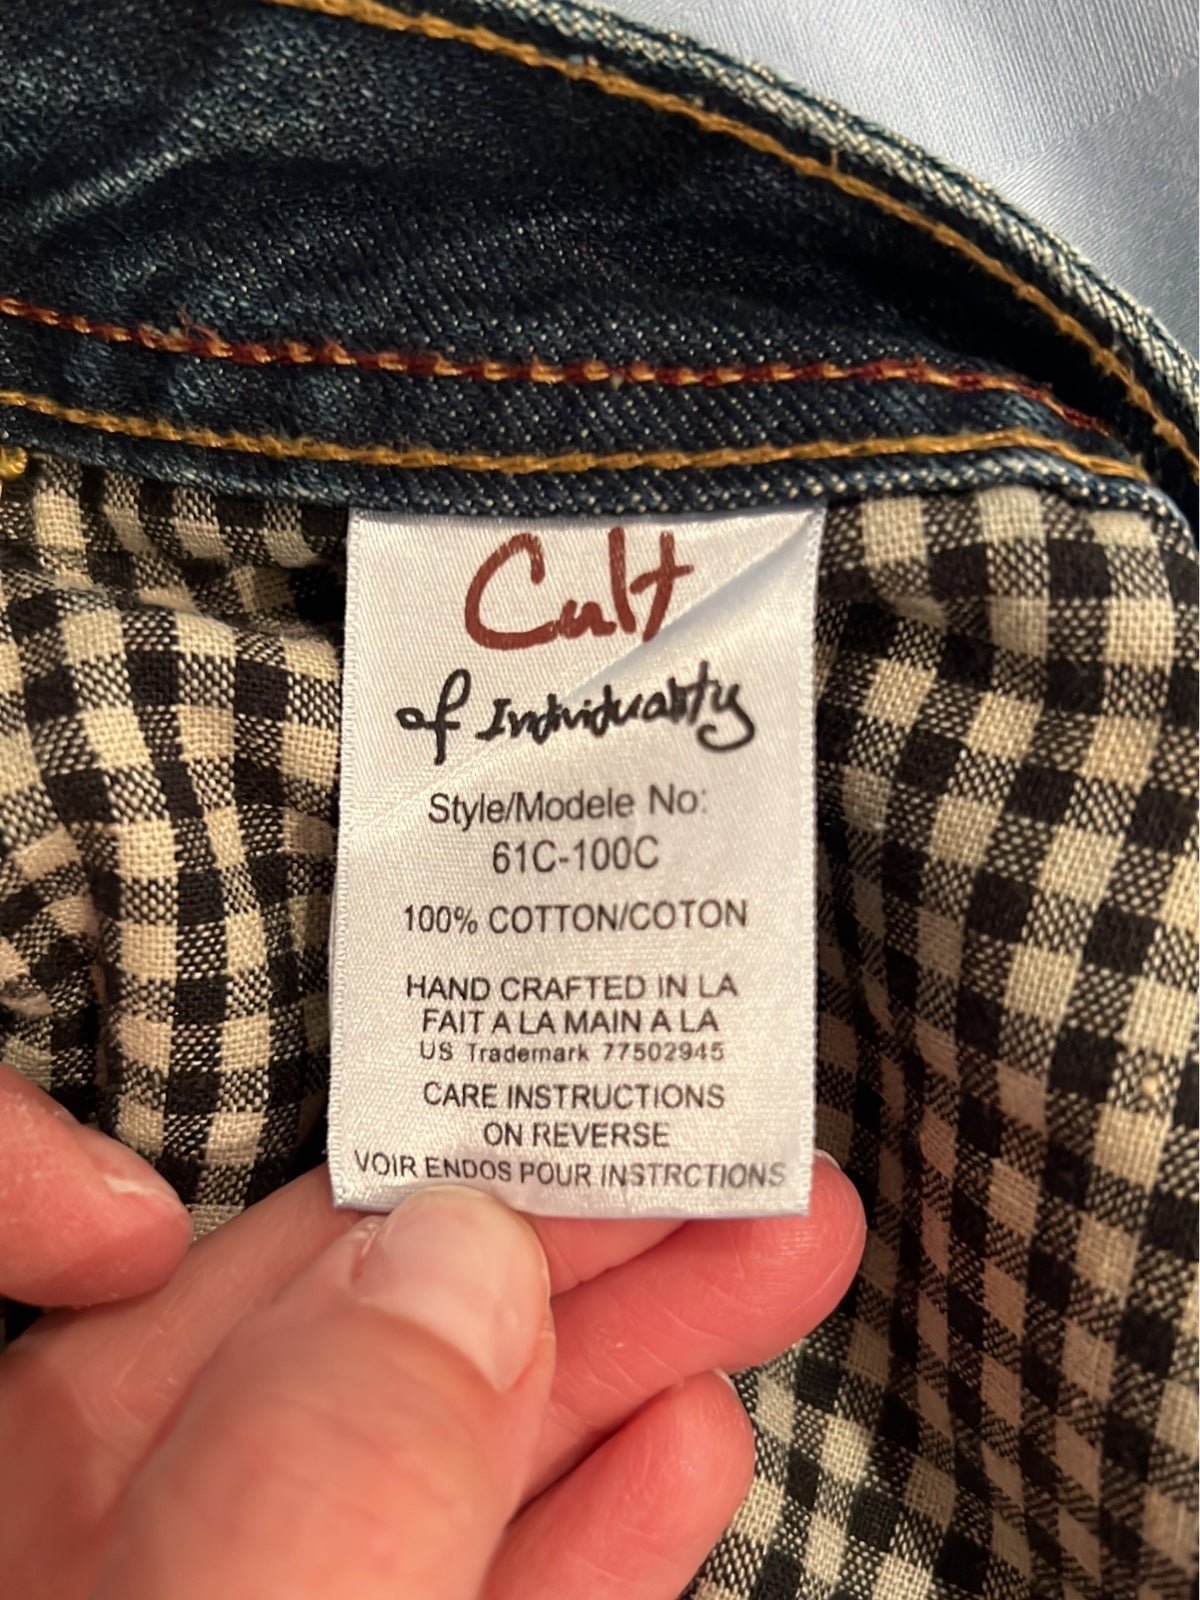 Cult
of Individuality
Style/Modele No:
61C-100C
100% COTTON/COTON
HAND CRAFTED IN LA
FAIT A LA MAIN A LA
US Trademark 77502945
CARE INSTRUCTIONS
ON REVERSE
VOIR ENDOS POUR INSTRCTIONS